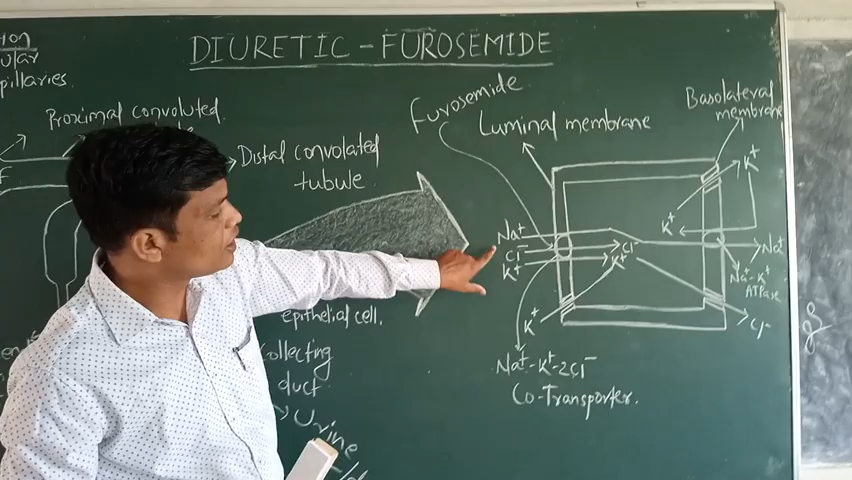 DIURETIC - FUROSEMIDE
ular
pillaries.
Proximal convoluted
Distal convolated
tubule
epithelial cell.
collecting
duct
Urine
Furosemide
Luminal membrane
Basolateral
membrane
K+
K+
Na+
Cl-
K+
Cl-
K+
Na+
Na+-K+
ATPase
K+
Cl-
Na+-K+-2Cl-
Co-Transporter.